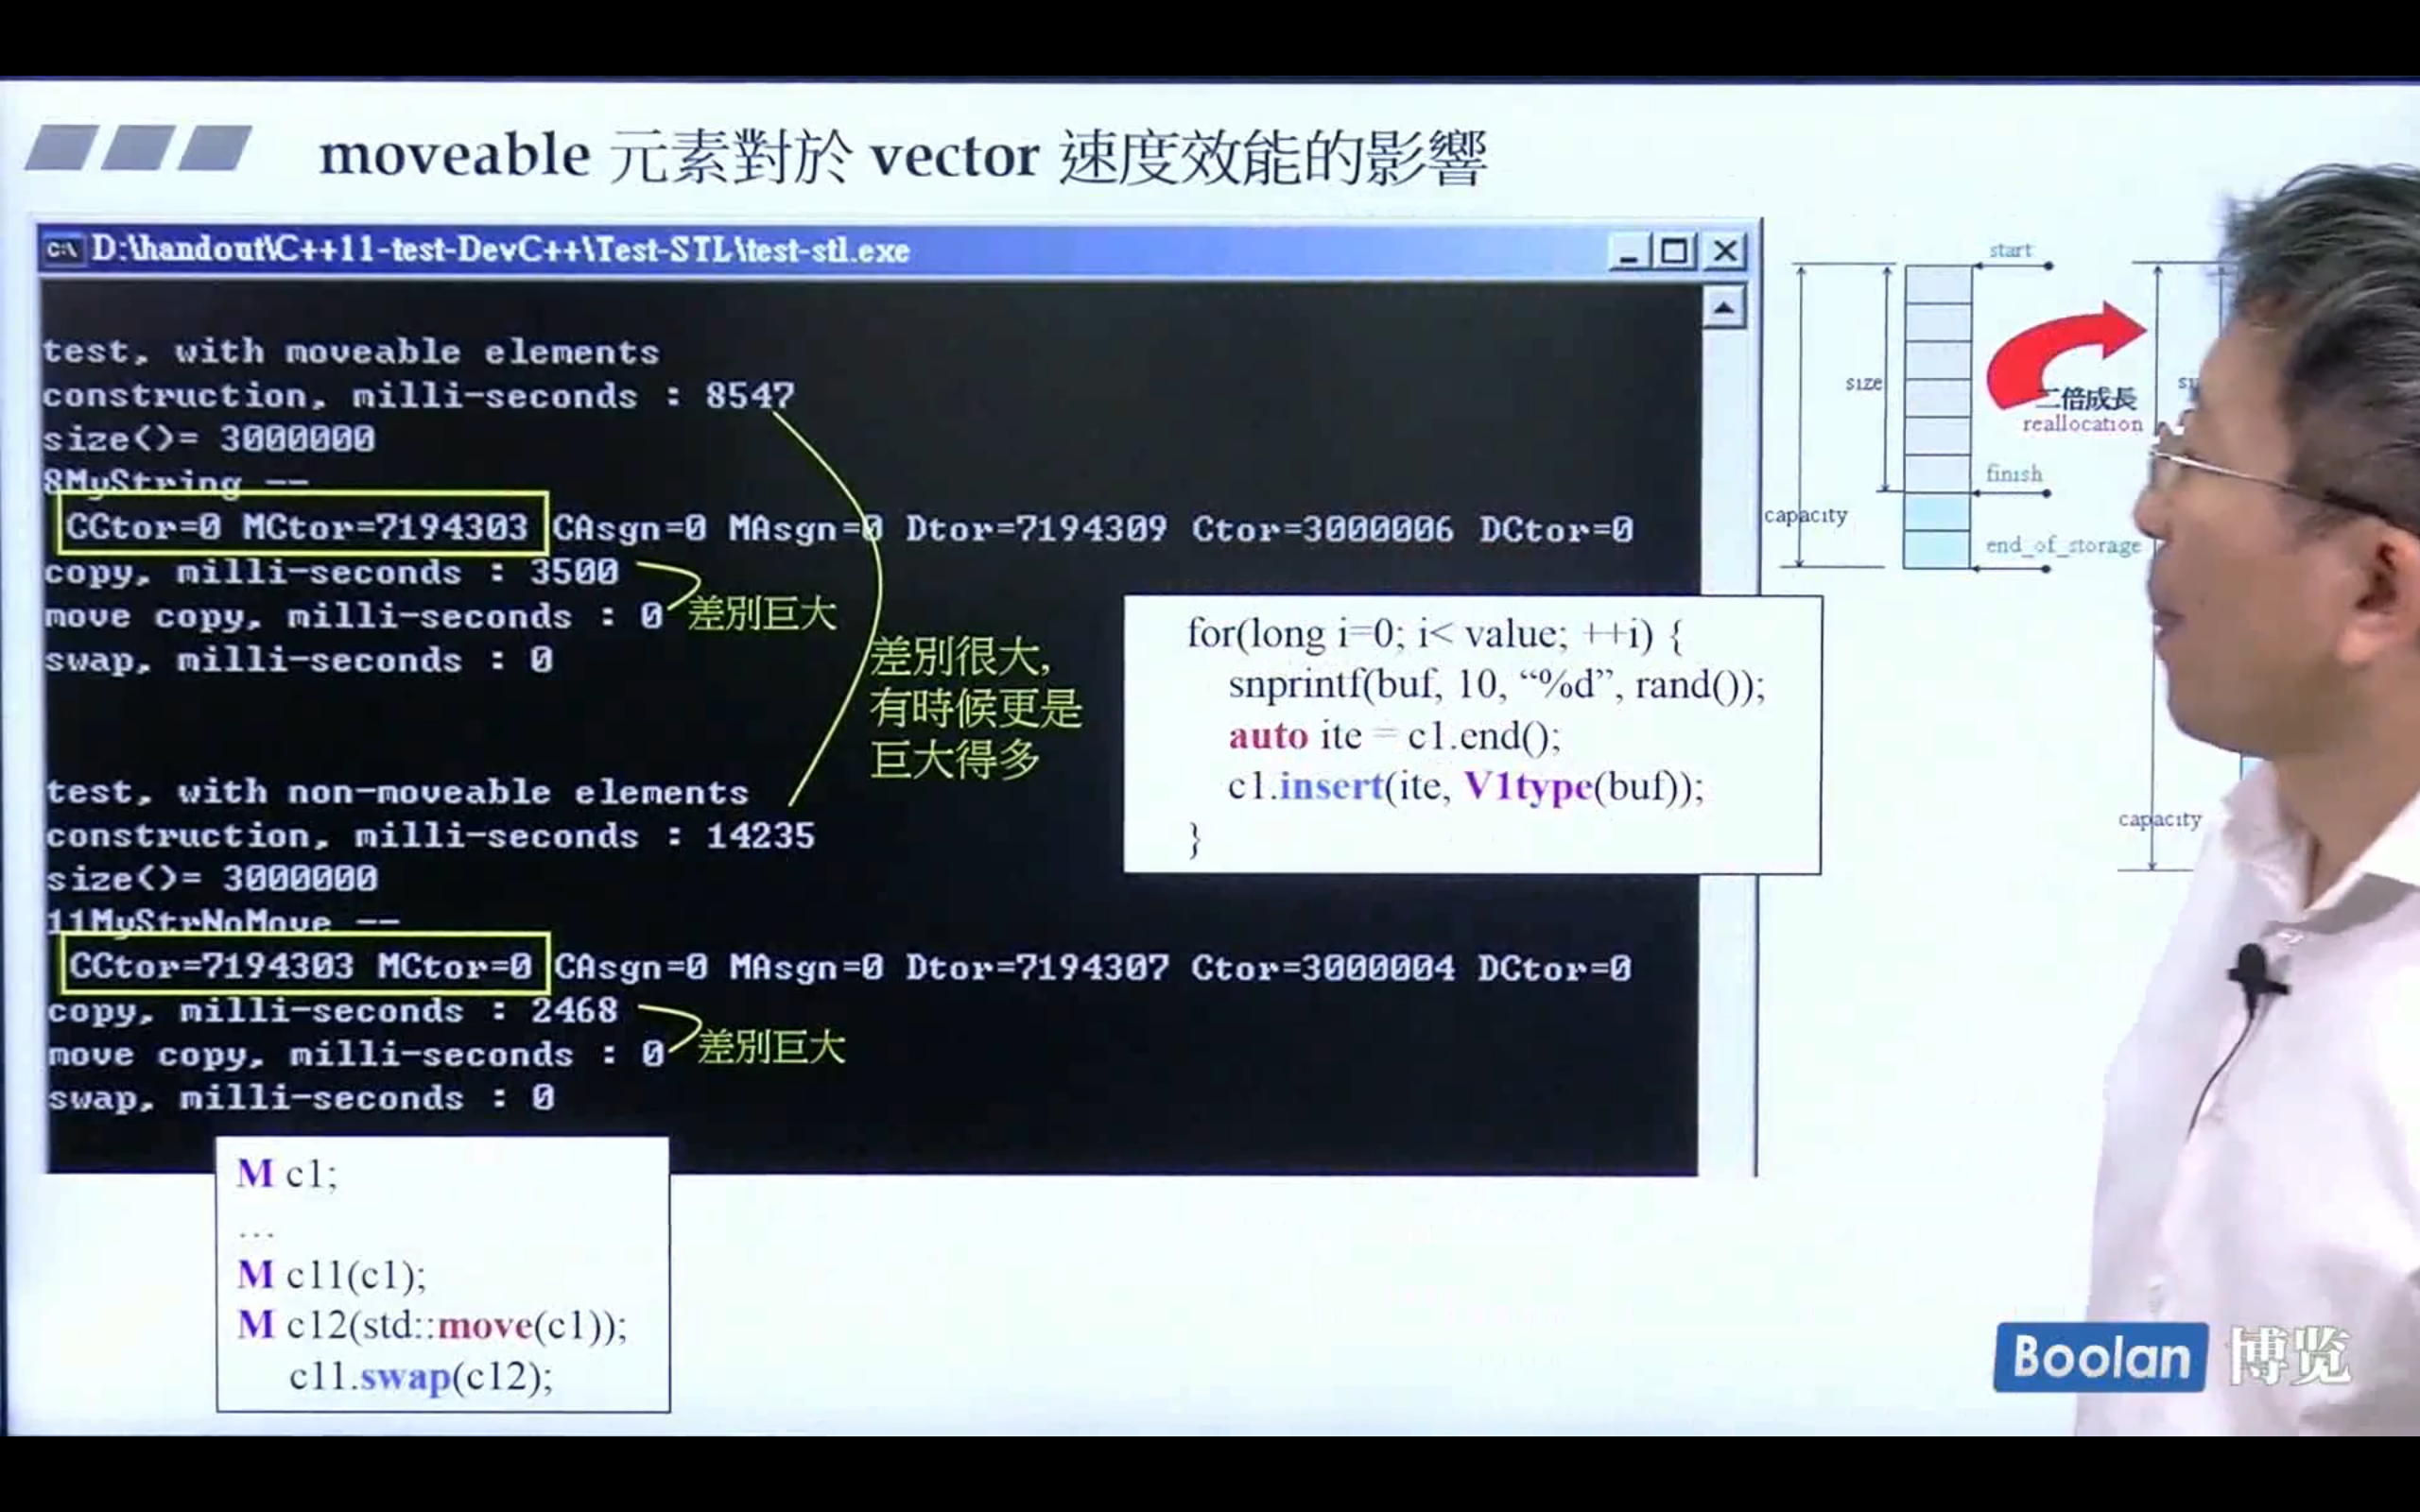 moveable 元素對於 vector 速度效能的影響
D:\handout\C++11-test-DevC++\Test-STL\test-stl.exe
test, with moveable elements
construction, milli-seconds : 8547
size()= 3000000
8MyString --
CCtor=0 MCtor=7194303 CAsgn=0 MAsgn=0 Dtor=7194309 Ctor=3000006 DCtor=0
copy, milli-seconds : 3500
move copy, milli-seconds : 0
差別巨大
swap, milli-seconds : 0
差別很大,
有時候更是
巨大得多
test, with non-moveable elements
construction, milli-seconds : 14235
size()= 3000000
11MyStrNoMove --
CCtor=7194303 MCtor=0 CAsgn=0 MAsgn=0 Dtor=7194307 Ctor=3000004 DCtor=0
copy, milli-seconds : 2468
move copy, milli-seconds : 0
差別巨大
swap, milli-seconds : 0
for(long i=0; i< value; ++i) {
snprintf(buf, 10, “%d”, rand());
auto ite = c1.end();
c1.insert(ite, V1type(buf));
}
M c1;
...
M c11(c1);
M c12(std::move(c1));
c11.swap(c12);
start
size
二倍成長
reallocation
finish
capacity
end_of_storage
capacity
Boolan 博览